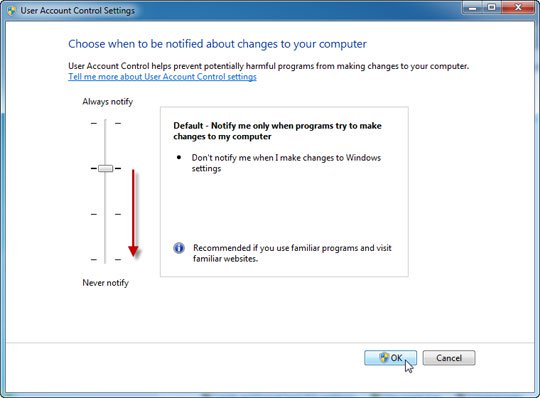 User Account Control Settings
Choose when to be notified about changes to your computer
User Account Control helps prevent potentially harmful programs from making changes to your computer.
Tell me more about User Account Control settings
Always notify
Default - Notify me only when programs try to make
changes to my computer
• Don't notify me when I make changes to Windows
settings
Recommended if you use familiar programs and visit
familiar websites.
Never notify
OK
Cancel